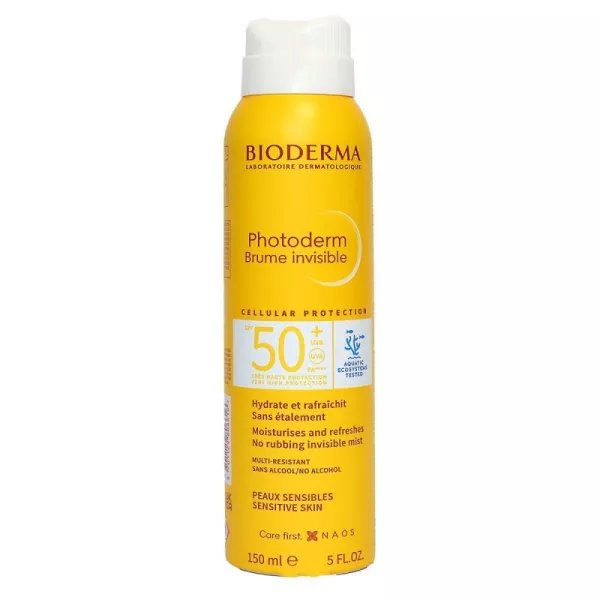 BIODERMA
LABORATOIRE DERMATOLOGIQUE
Photoderm
Brume invisible
CELLULAR PROTECTION
SPF 50+
UVB
UVA
PA++++
TRÈS HAUTE PROTECTION
VERY HIGH PROTECTION
AQUATIC
ECOSYSTEMS
TESTED
Hydrate et rafraîchit
Sans étalement
Moisturises and refreshes
No rubbing invisible mist
MULTI-RESISTANT
SANS ALCOOL/NO ALCOHOL
PEAUX SENSIBLES
SENSITIVE SKIN
Care first. NAOS
150 ml e 5 FL.OZ.